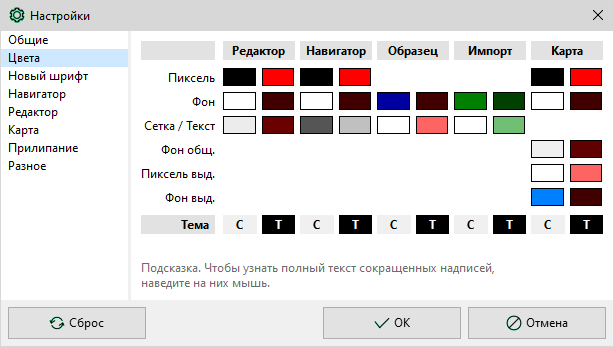 Настройки
Общие
Цвета
Новый шрифт
Навигатор
Редактор
Карта
Прилипание
Разное
Редактор Навигатор Образец Импорт Карта
Пиксель
Фон
Сетка / Текст
Фон общ.
Пиксель выд.
Фон выд.
Тема С Т С Т С Т С Т С Т
Подсказка. Чтобы узнать полный текст сокращенных надписей,
наведите на них мышь.
Сброс OK Отмена